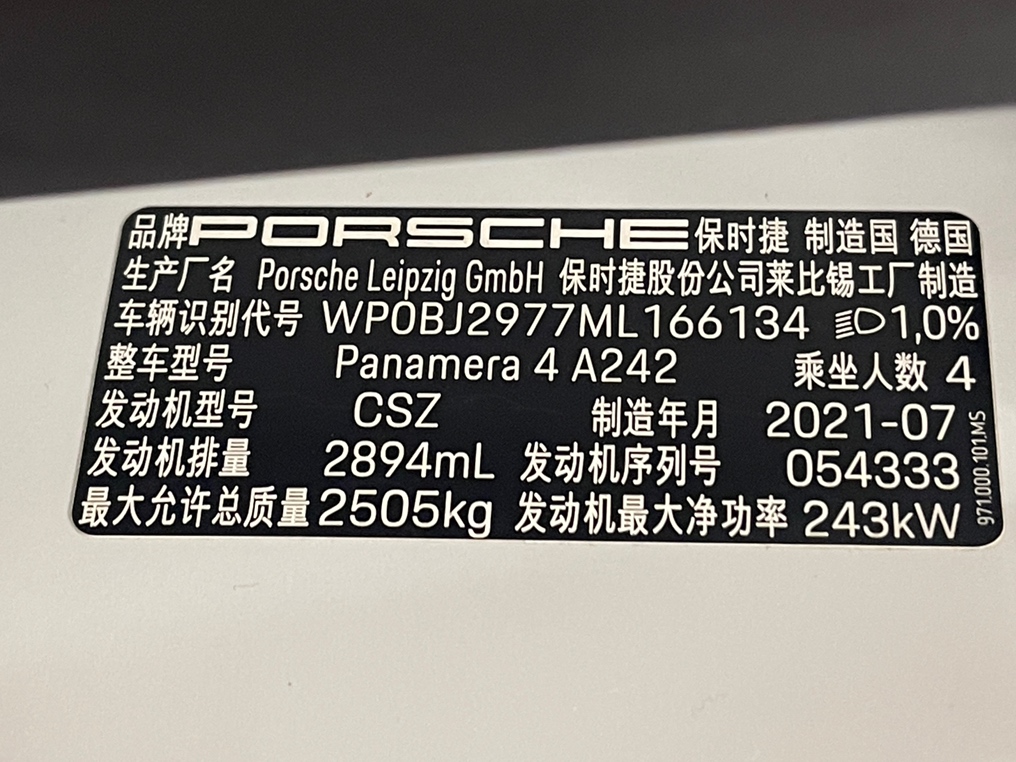 品牌PORSCHE保时捷 制造国 德国
生产厂名 Porsche Leipzig GmbH 保时捷股份公司莱比锡工厂制造
车辆识别代号 WP0BJ2977ML166134 1,0%
整车型号 Panamera 4 A242 乘坐人数 4
发动机型号 CSZ 制造年月 2021-07
发动机排量 2894mL 发动机序列号 054333
最大允许总质量 2505kg 发动机最大净功率 243kW
971.000.101.MS